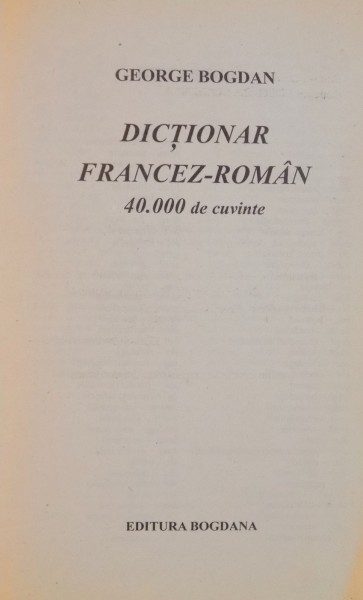 GEORGE BOGDAN
DICȚIONAR
FRANCEZ-ROMÂN
40.000 de cuvinte
EDITURA BOGDANA